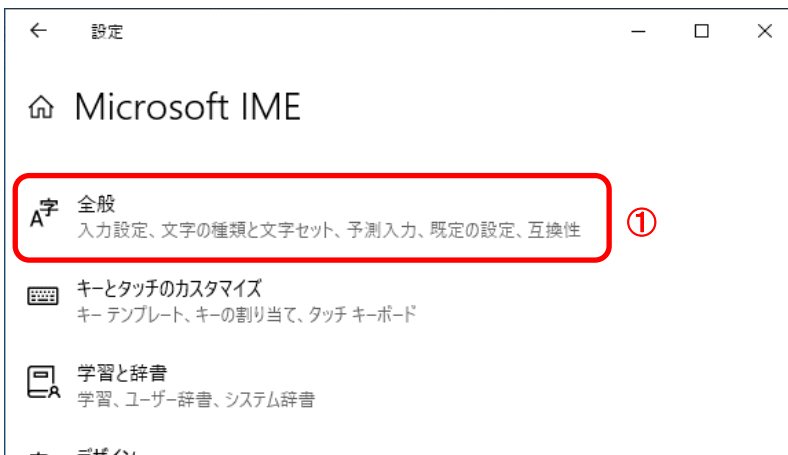 設定
Microsoft IME
全般
入力設定、文字の種類と文字セット、予測入力、既定の設定、互換性
①
キーとタッチのカスタマイズ
キー テンプレート、キーの割り当て、タッチ キーボード
学習と辞書
学習、ユーザー辞書、システム辞書
デザイン